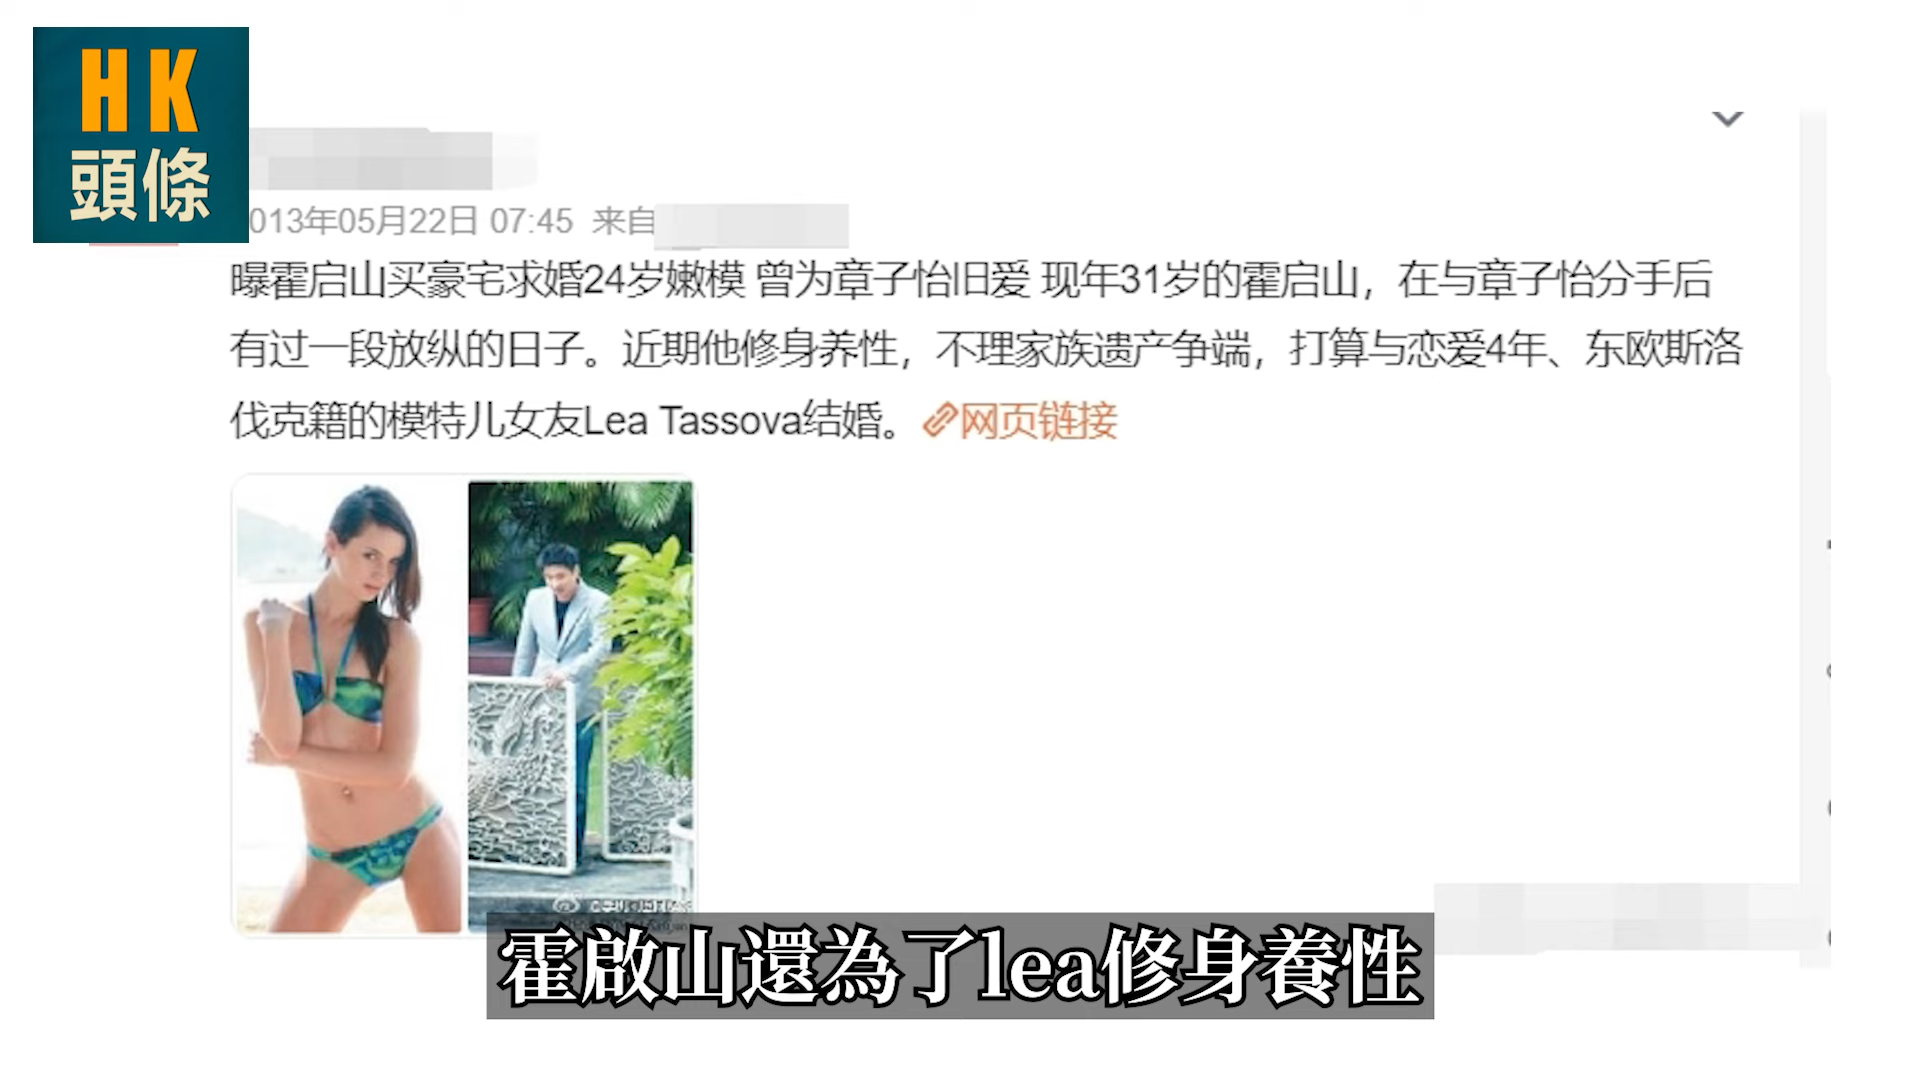 HK
頭條
013年05月22日 07:45 来自
曝霍启山买豪宅求婚24岁嫩模 曾为章子怡旧爱 现年31岁的霍启山，在与章子怡分手后
有过一段放纵的日子。近期他修身养性，不理家族遗产争端，打算与恋爱4年、东欧斯洛
伐克籍的模特儿女友Lea Tassova结婚。网页链接
霍啟山還為了lea修身養性